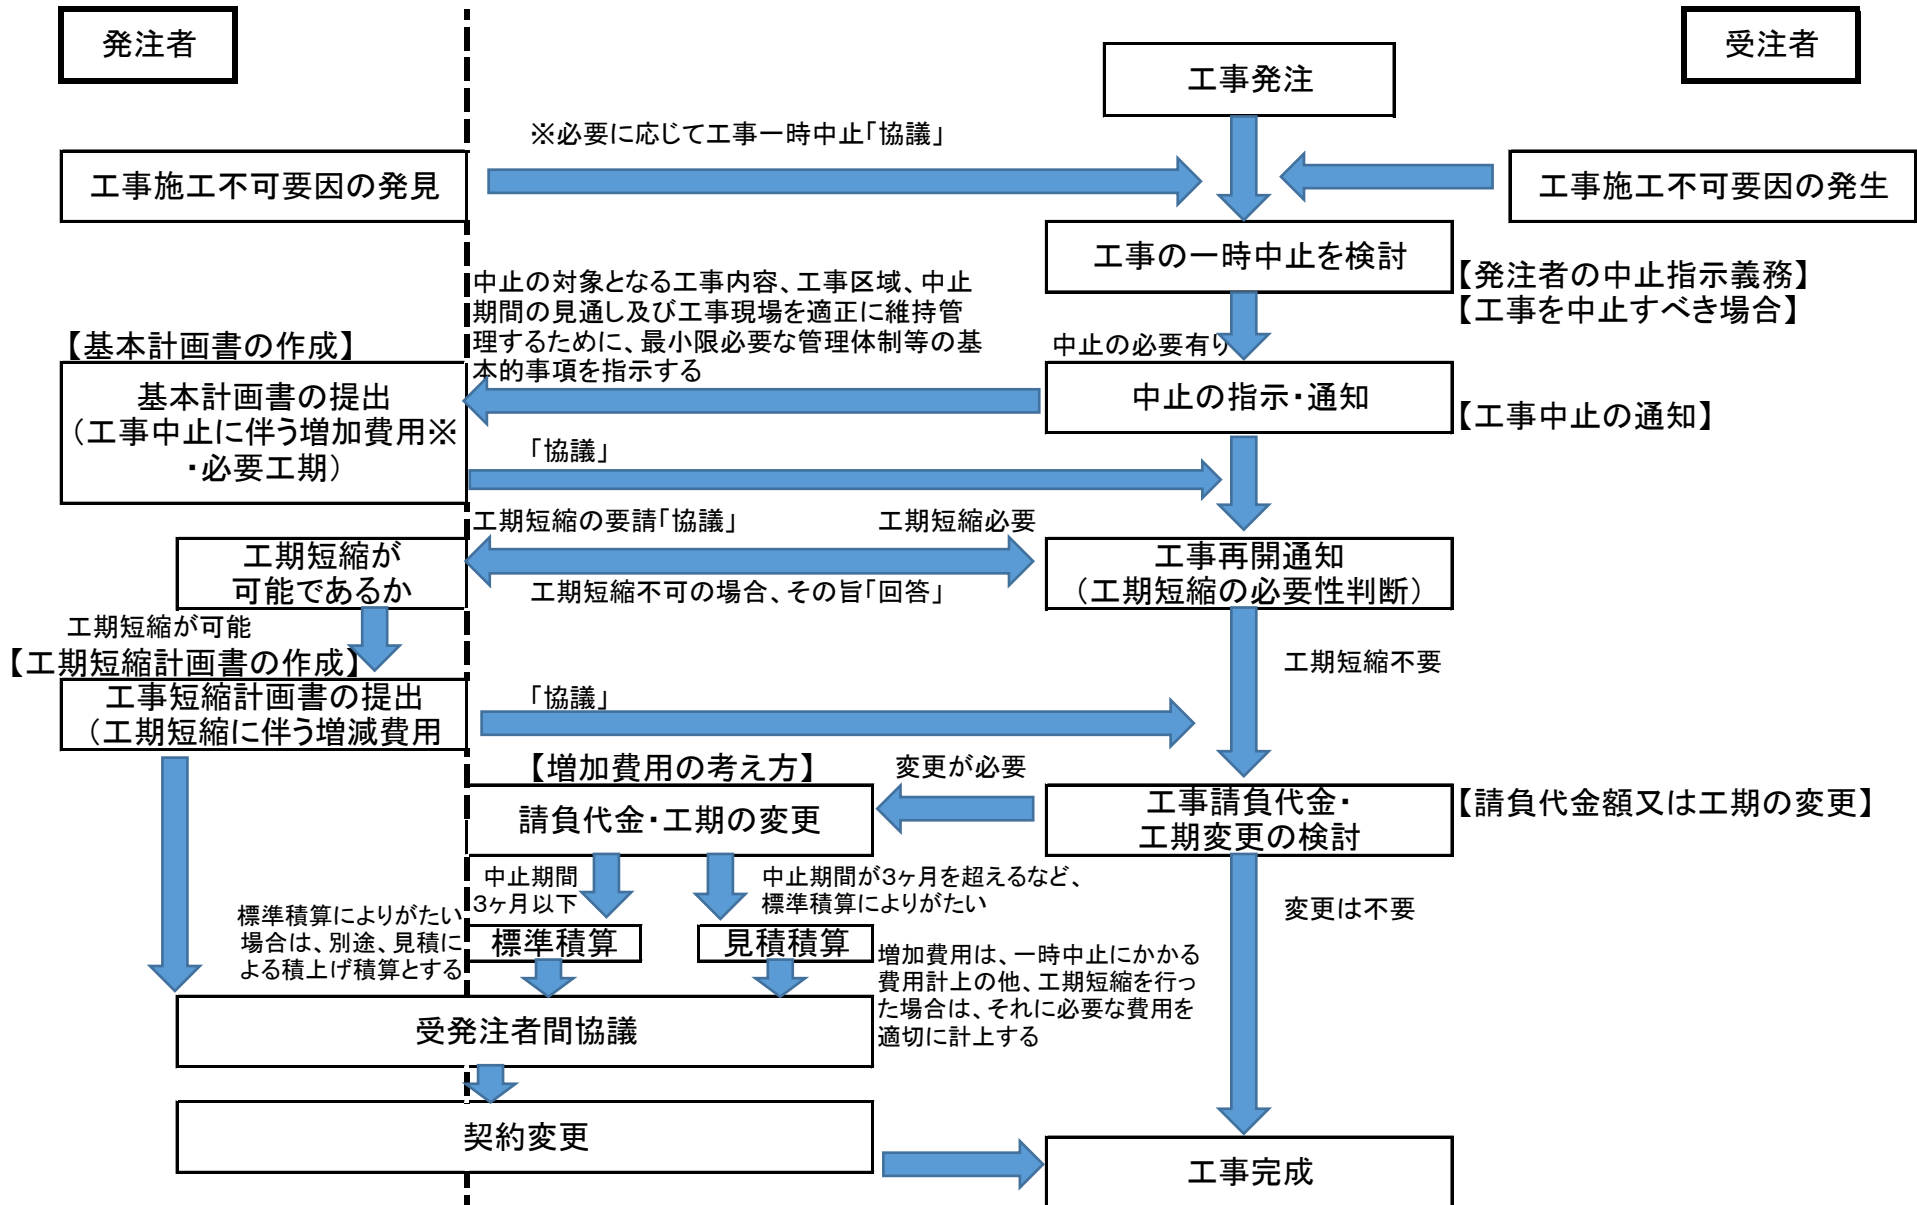 発注者
受注者
工事発注
※必要に応じて工事一時中止「協議」
工事施工不可要因の発見
工事施工不可要因の発生
工事の一時中止を検討
【発注者の中止指示義務】
【工事を中止すべき場合】
中止の対象となる工事内容、工事区域、中止
期間の見通し及び工事現場を適正に維持管
理するために、最小限必要な管理体制等の基
本的事項を指示する
中止の必要有り
【基本計画書の作成】
基本計画書の提出
（工事中止に伴う増加費用※
・必要工期）
中止の指示・通知
【工事中止の通知】
「協議」
工期短縮の要請「協議」
工期短縮必要
工期短縮が
可能であるか
工期短縮不可の場合、その旨「回答」
工事再開通知
（工期短縮の必要性判断）
工期短縮が可能
【工期短縮計画書の作成】
工期短縮不要
工事短縮計画書の提出
（工期短縮に伴う増減費用
「協議」
【増加費用の考え方】
変更が必要
請負代金・工期の変更
工事請負代金・
工期変更の検討
【請負代金額又は工期の変更】
中止期間
3ヶ月以下
中止期間が3ヶ月を超えるなど、
標準積算によりがたい
変更は不要
標準積算によりがたい
場合は、別途、見積に
よる積上げ積算とする
標準積算
見積積算
増加費用は、一時中止にかかる
費用計上の他、工期短縮を行っ
た場合は、それに必要な費用を
適切に計上する
受発注者間協議
契約変更
工事完成